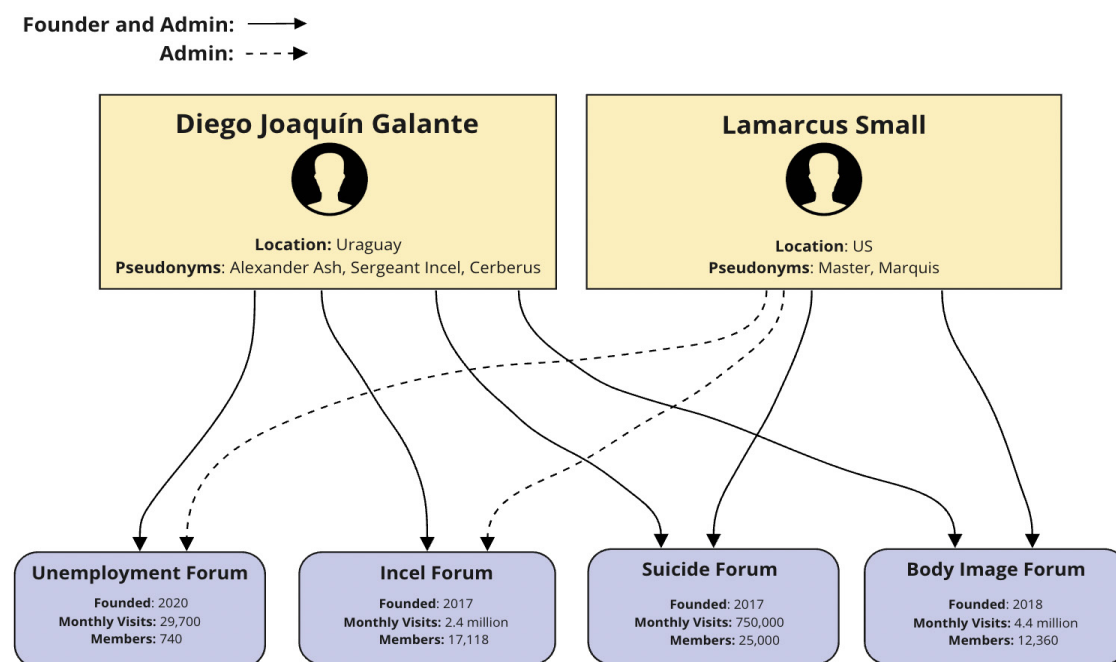 Founder and Admin:
Admin:
Diego Joaquín Galante
Location: Uraguay
Pseudonyms: Alexander Ash, Sergeant Incel, Cerberus
Lamarcus Small
Location: US
Pseudonyms: Master, Marquis
Unemployment Forum
Founded: 2020
Monthly Visits: 29,700
Members: 740
Incel Forum
Founded: 2017
Monthly Visits: 2.4 million
Members: 17,118
Suicide Forum
Founded: 2017
Monthly Visits: 750,000
Members: 25,000
Body Image Forum
Founded: 2018
Monthly Visits: 4.4 million
Members: 12,360